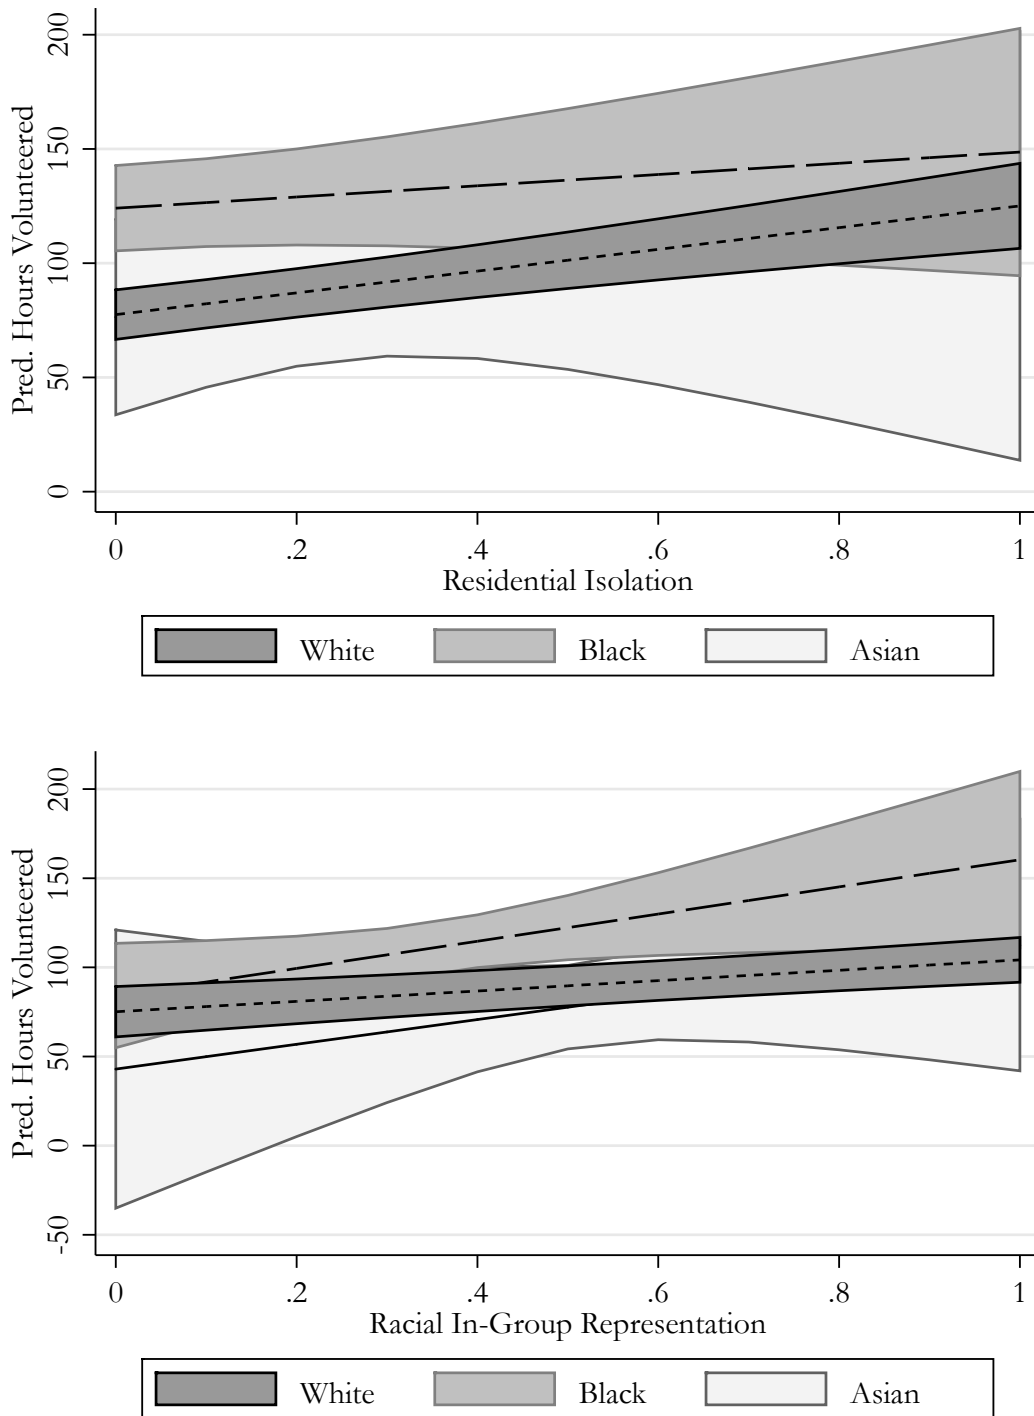 Pred. Hours Volunteered
200
150
100
50
0
0 .2 .4 .6 .8 1
Residential Isolation
White Black Asian
Pred. Hours Volunteered
200
150
100
50
0
-50
0 .2 .4 .6 .8 1
Racial In-Group Representation
White Black Asian